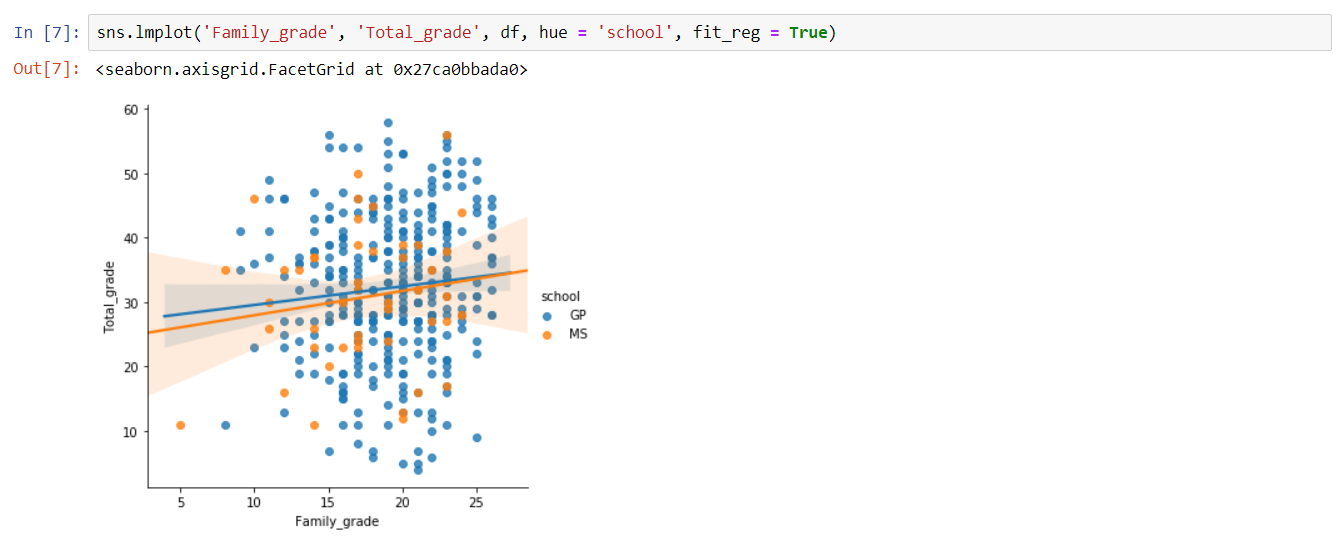 In [7]: sns.lmplot('Family_grade', 'Total_grade', df, hue = 'school', fit_reg = True)
Out[7]: <seaborn.axisgrid.FacetGrid at 0x27ca0bbada0>
60
50
40
30
20
10
Total_grade
school
GP
MS
5 10 15 20 25
Family_grade